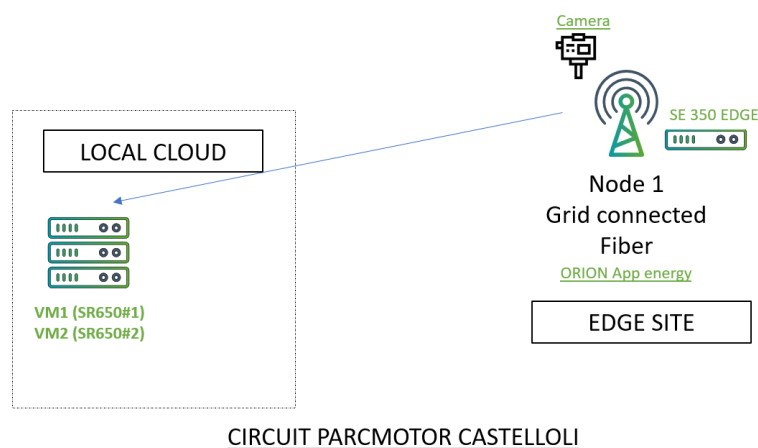 Camera
SE 350 EDGE
LOCAL CLOUD
Node 1
Grid connected
Fiber
ORION App energy
VM1 (SR650#1)
VM2 (SR650#2)
EDGE SITE
CIRCUIT PARCMOTOR CASTELLOLI